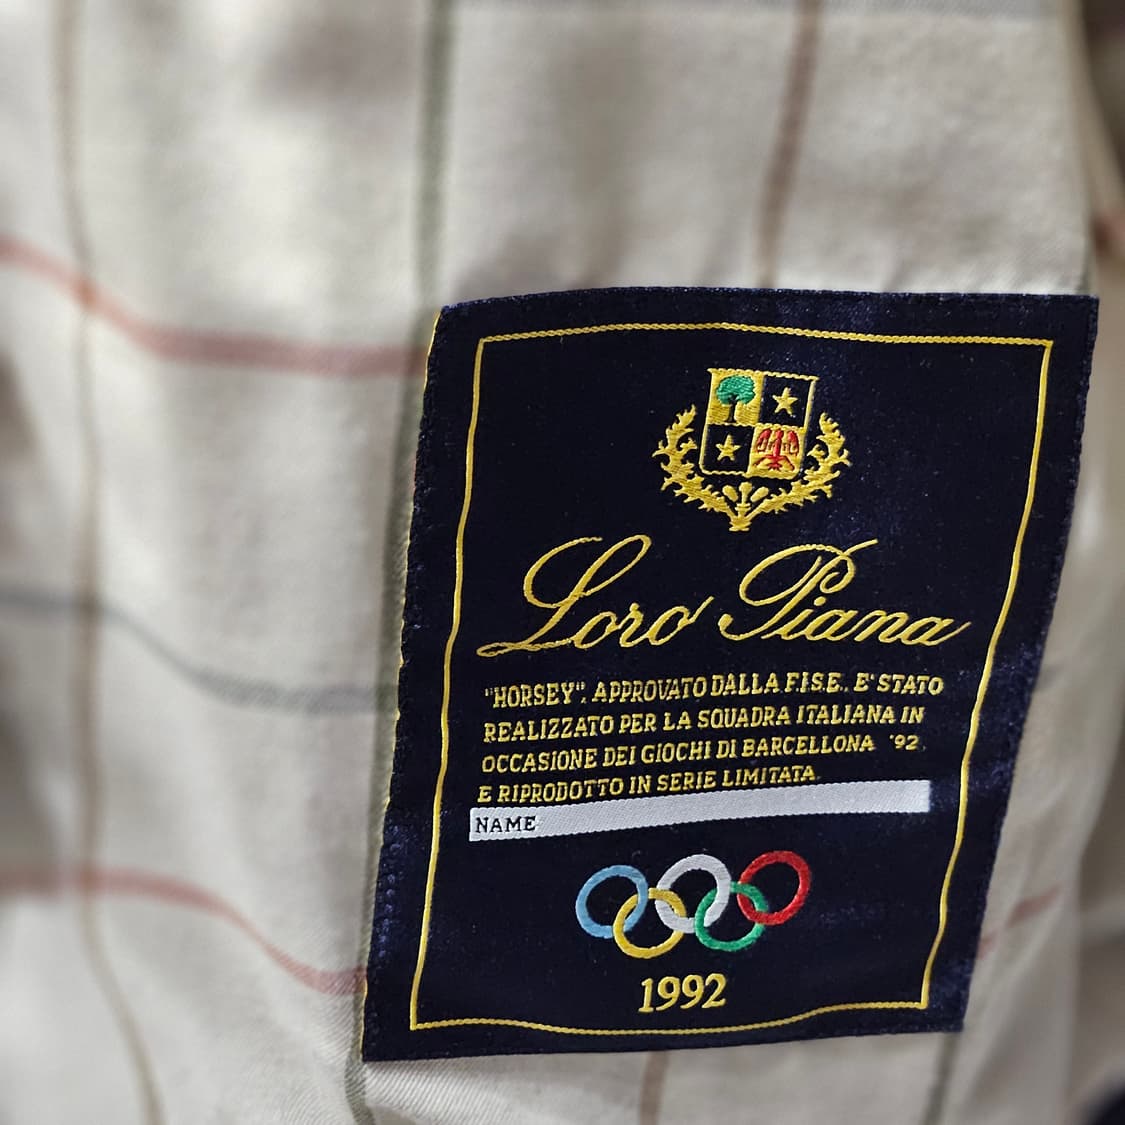 Loro Piana
"HORSEY", APPROVATO DALLA F.I.S.E., E' STATO
REALIZZATO PER LA SQUADRA ITALIANA IN
OCCASIONE DEI GIOCHI DI BARCELLONA '92,
E RIPRODOTTO IN SERIE LIMITATA.
NAME
1992